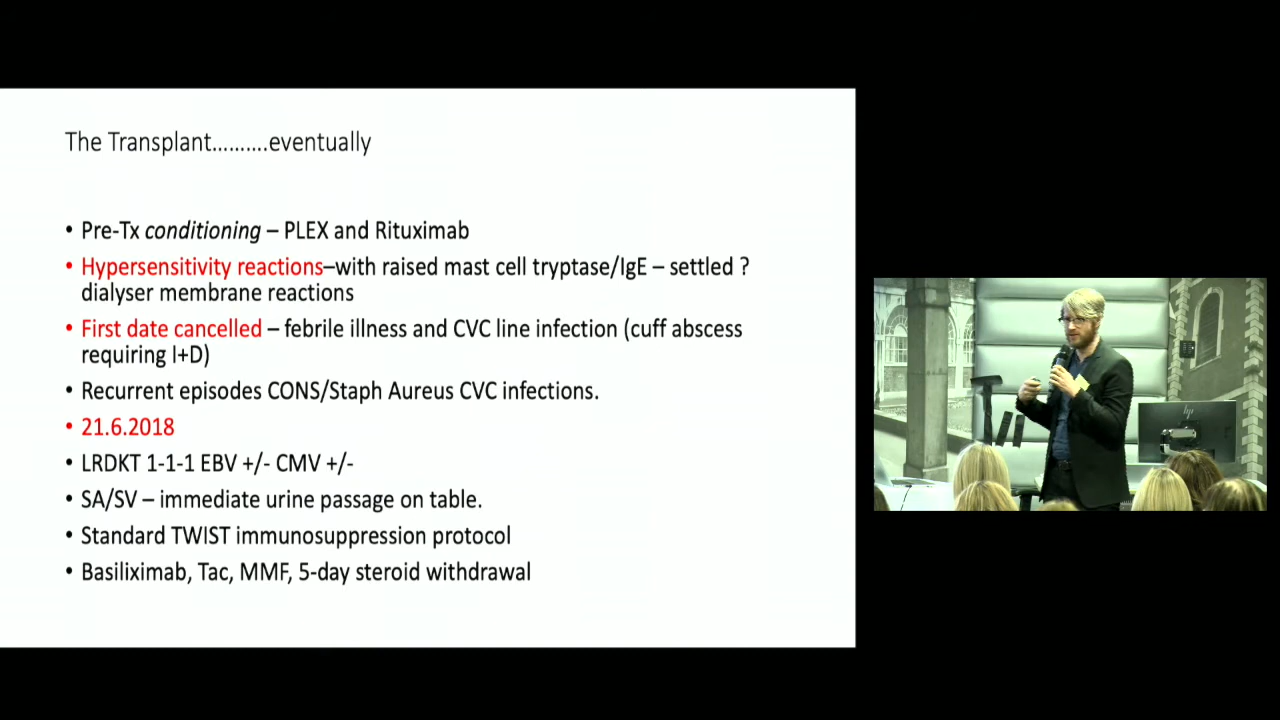 The Transplant..........eventually
• Pre-Tx conditioning – PLEX and Rituximab
• Hypersensitivity reactions–with raised mast cell tryptase/IgE – settled ?
dialyser membrane reactions
• First date cancelled – febrile illness and CVC line infection (cuff abscess
requiring I+D)
• Recurrent episodes CONS/Staph Aureus CVC infections.
• 21.6.2018
• LRDKT 1-1-1 EBV +/- CMV +/-
• SA/SV – immediate urine passage on table.
• Standard TWIST immunosuppression protocol
• Basiliximab, Tac, MMF, 5-day steroid withdrawal
hp